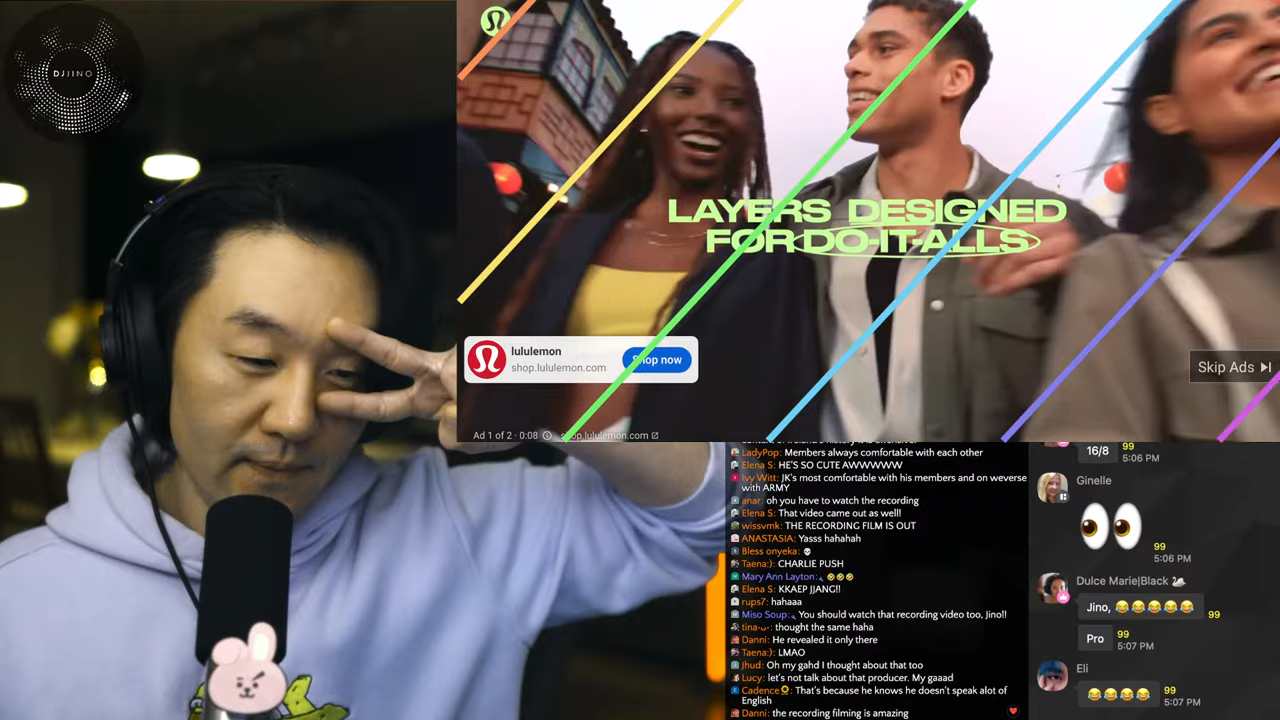 DJJINO
LAYERS DESIGNED
FOR DO-IT-ALLS
lululemon
shop.lululemon.com
Shop now
Skip Ads
Ad 1 of 2 · 0:08
shop.lululemon.com
LadyPop: Members always comfortable with each other
Elena S: HE'S SO CUTE AWWWWW
Ivy Witt: JK's most comfortable with his members and on weverse
with ARMY
anar: oh you have to watch the recording
Elena S: That video came out as well!
wissvmk: THE RECORDING FILM IS OUT
ANASTASIA: Yasss hahahah
Bless onyeka: 💀
Taena:): CHARLIE PUSH
Mary Ann Layton: 🤣🤣🤣
Elena S: KKAEP JJANG!!
rups7: hahaaa
Miso Soup: You should watch that recording video too, Jino!!
tina-υ-: thought the same haha
Danni: He revealed it only there
Taena:): LMAO
Jhud: Oh my gahd I thought about that too
Lucy: let's not talk about that producer. My gaaad
Cadence🌻: That's because he knows he doesn't speak alot of
English
Danni: the recording filming is amazing
16/8
99
5:06 PM
Ginelle
👀
99
5:06 PM
Dulce Marie|Black 🦢
Jino, 😂😂😂😂😂
99
Pro
99
5:07 PM
Eli
😂😂😂😂
99
5:07 PM